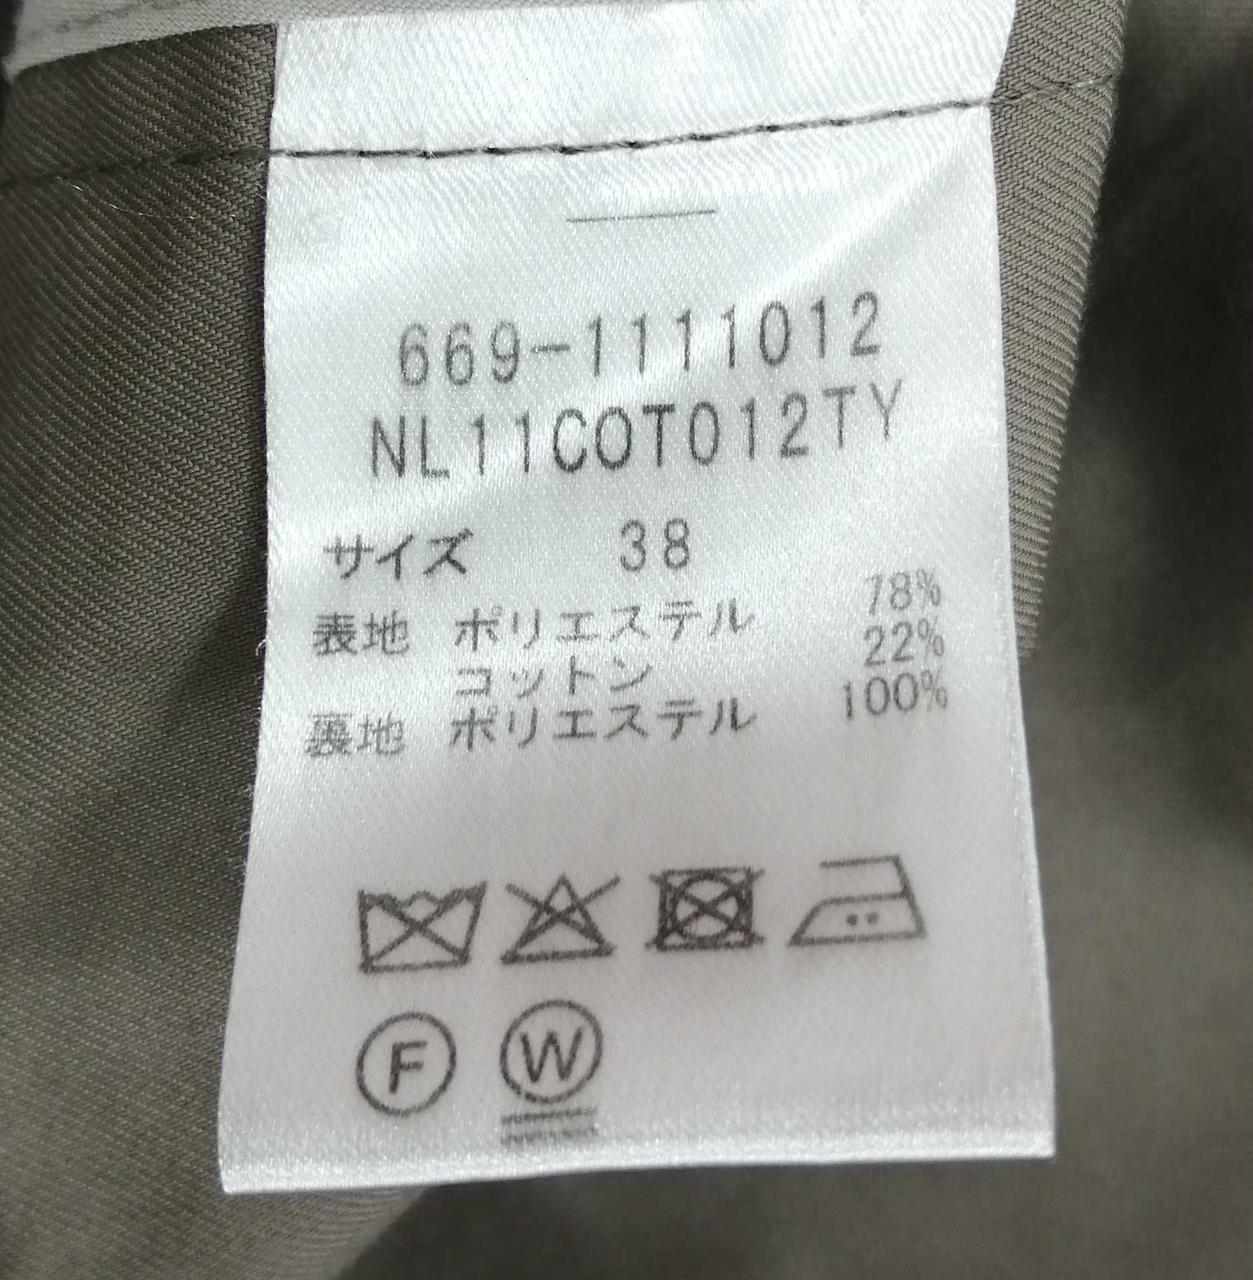 669-1111012
NL11COT012TY
サイズ 38
表地 ポリエステル 78%
コットン 22%
裏地 ポリエステル 100%
F W